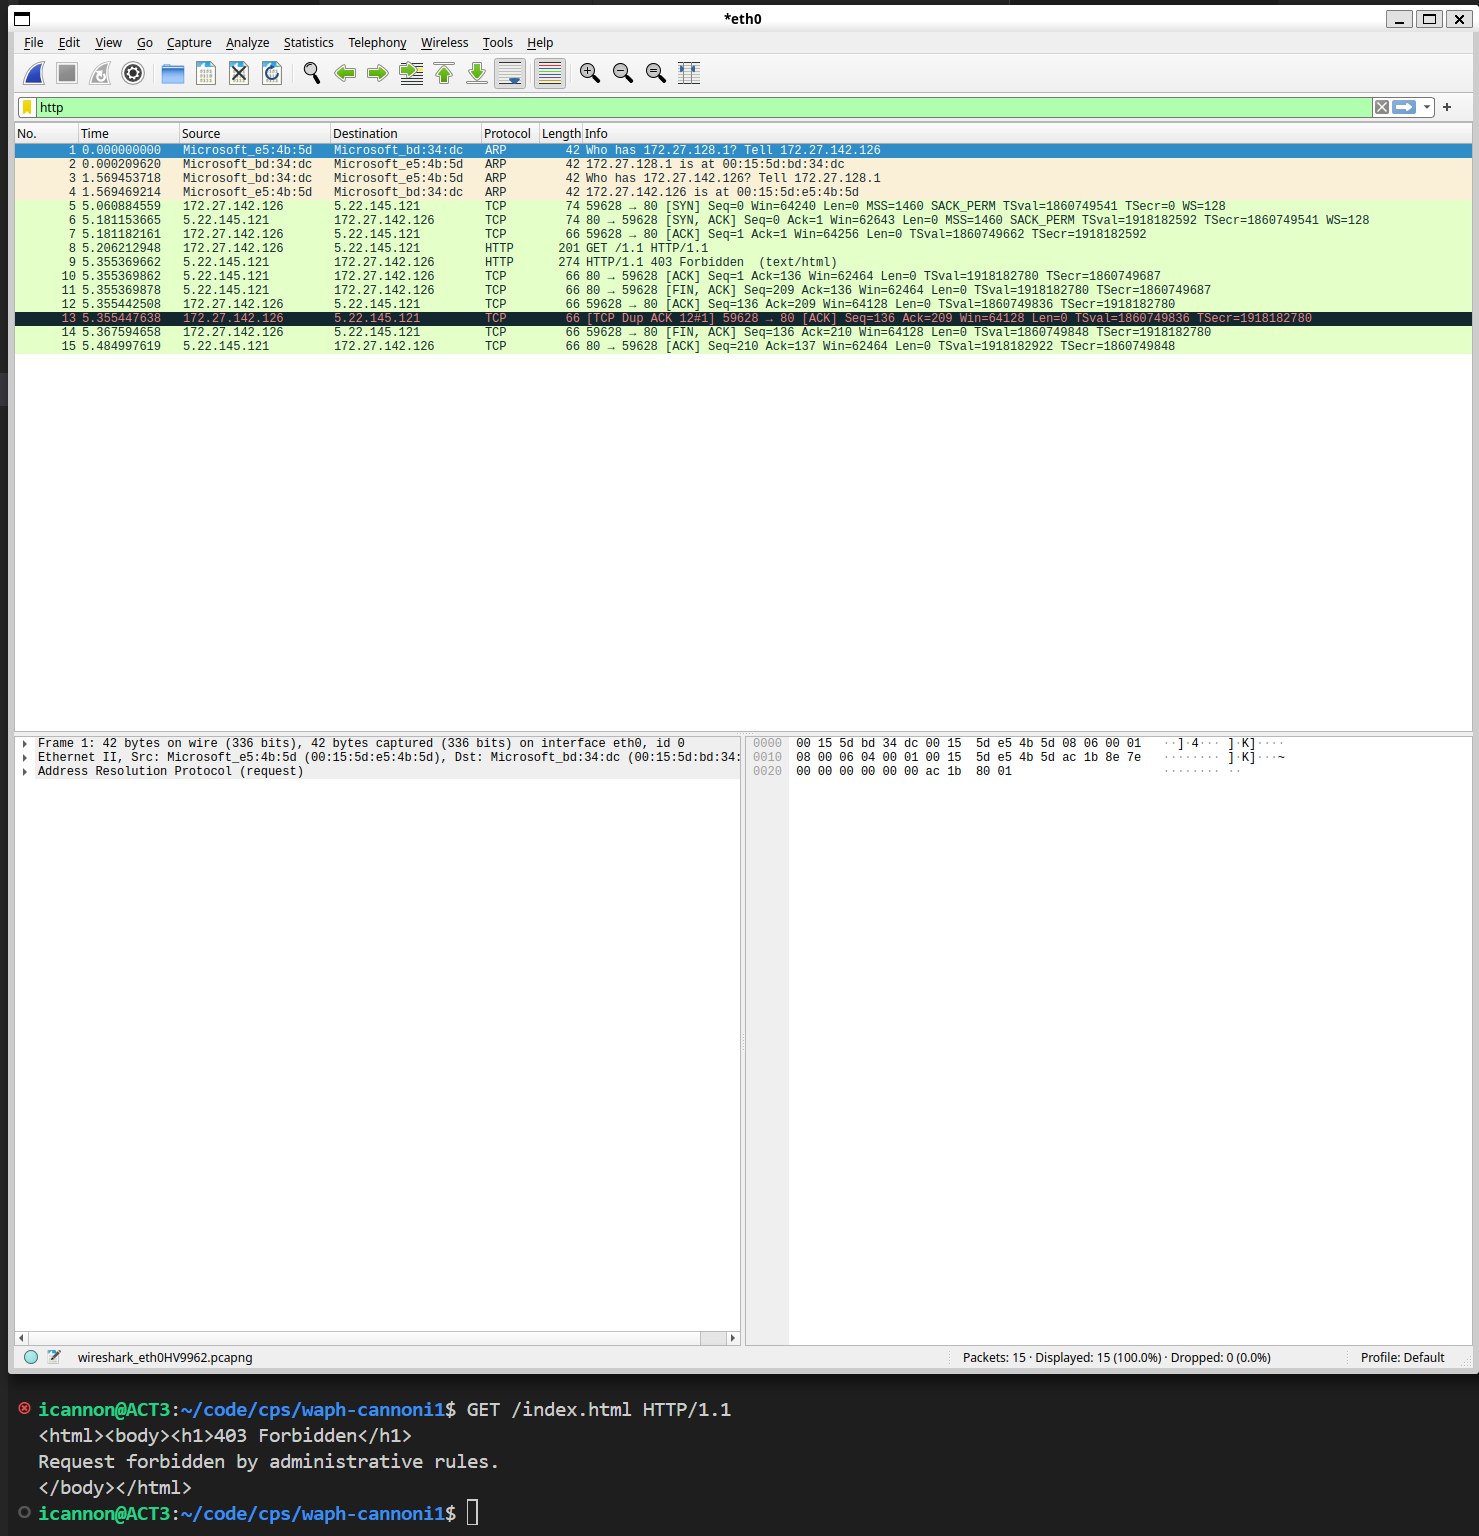 *eth0
File Edit View Go Capture Analyze Statistics Telephony Wireless Tools Help
http
No. Time Source Destination Protocol Length Info
1 0.000000000 Microsoft_e5:4b:5d Microsoft_bd:34:dc ARP 42 Who has 172.27.128.1? Tell 172.27.142.126
2 0.000209620 Microsoft_bd:34:dc Microsoft_e5:4b:5d ARP 42 172.27.128.1 is at 00:15:5d:bd:34:dc
3 1.569453718 Microsoft_bd:34:dc Microsoft_e5:4b:5d ARP 42 Who has 172.27.142.126? Tell 172.27.128.1
4 1.569469214 Microsoft_e5:4b:5d Microsoft_bd:34:dc ARP 42 172.27.142.126 is at 00:15:5d:e5:4b:5d
5 5.060884559 172.27.142.126 5.22.145.121 TCP 74 59628 → 80 [SYN] Seq=0 Win=64240 Len=0 MSS=1460 SACK_PERM TSval=1860749541 TSecr=0 WS=128
6 5.181153665 5.22.145.121 172.27.142.126 TCP 74 80 → 59628 [SYN, ACK] Seq=0 Ack=1 Win=62643 Len=0 MSS=1460 SACK_PERM TSval=1918182592 TSecr=1860749541 WS=128
7 5.181182161 172.27.142.126 5.22.145.121 TCP 66 59628 → 80 [ACK] Seq=1 Ack=1 Win=64256 Len=0 TSval=1860749662 TSecr=1918182592
8 5.206212948 172.27.142.126 5.22.145.121 HTTP 201 GET /1.1 HTTP/1.1
9 5.355369662 5.22.145.121 172.27.142.126 HTTP 274 HTTP/1.1 403 Forbidden (text/html)
10 5.355369862 5.22.145.121 172.27.142.126 TCP 66 80 → 59628 [ACK] Seq=1 Ack=136 Win=62464 Len=0 TSval=1918182780 TSecr=1860749687
11 5.355369878 5.22.145.121 172.27.142.126 TCP 66 80 → 59628 [FIN, ACK] Seq=209 Ack=136 Win=62464 Len=0 TSval=1918182780 TSecr=1860749687
12 5.355442508 172.27.142.126 5.22.145.121 TCP 66 59628 → 80 [ACK] Seq=136 Ack=209 Win=64128 Len=0 TSval=1860749836 TSecr=1918182780
13 5.355447638 172.27.142.126 5.22.145.121 TCP 66 [TCP Dup ACK 12#1] 59628 → 80 [ACK] Seq=136 Ack=209 Win=64128 Len=0 TSval=1860749836 TSecr=1918182780
14 5.367594658 172.27.142.126 5.22.145.121 TCP 66 59628 → 80 [FIN, ACK] Seq=136 Ack=210 Win=64128 Len=0 TSval=1860749848 TSecr=1918182780
15 5.484997619 5.22.145.121 172.27.142.126 TCP 66 80 → 59628 [ACK] Seq=210 Ack=137 Win=62464 Len=0 TSval=1918182922 TSecr=1860749848
Frame 1: 42 bytes on wire (336 bits), 42 bytes captured (336 bits) on interface eth0, id 0
Ethernet II, Src: Microsoft_e5:4b:5d (00:15:5d:e5:4b:5d), Dst: Microsoft_bd:34:dc (00:15:5d:bd:34:
Address Resolution Protocol (request)
0000 00 15 5d bd 34 dc 00 15 5d e5 4b 5d 08 06 00 01 ··]·4··· ]·K]····
0010 08 00 06 04 00 01 00 15 5d e5 4b 5d ac 1b 8e 7e ········ ]·K]···~
0020 00 00 00 00 00 00 ac 1b 80 01 ········ ··
wireshark_eth0HV9962.pcapng Packets: 15 · Displayed: 15 (100.0%) · Dropped: 0 (0.0%) Profile: Default
icannon@ACT3:~/code/cps/waph-cannoni1$ GET /index.html HTTP/1.1
<html><body><h1>403 Forbidden</h1>
Request forbidden by administrative rules.
</body></html>
icannon@ACT3:~/code/cps/waph-cannoni1$